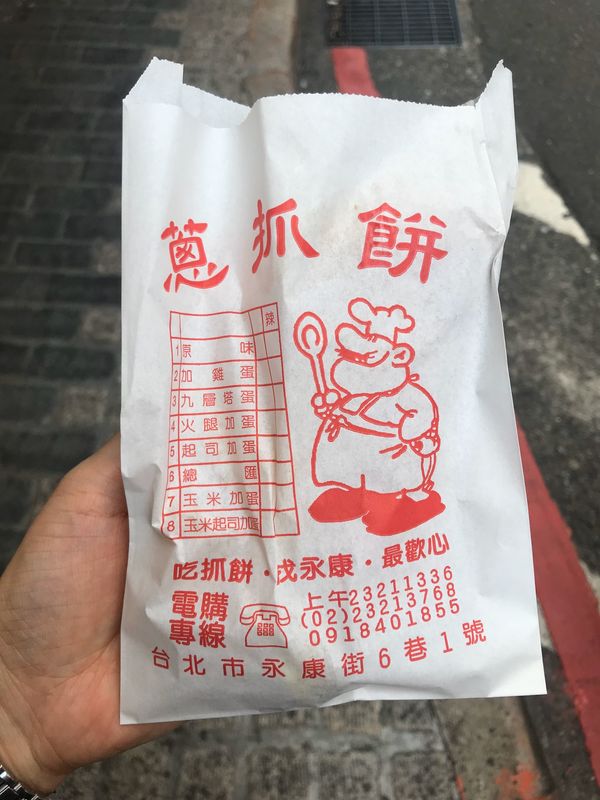 蔥抓餅
辣
1 原味
2 加雞蛋
3 九層塔蛋
4 火腿加蛋
5 起司加蛋
6 總匯
7 玉米加蛋
8 玉米起司加蛋
吃抓餅·戌永康·最歡心
電購專線
上午23211336
(02)23213768
0918401855
台北市永康街6巷1號